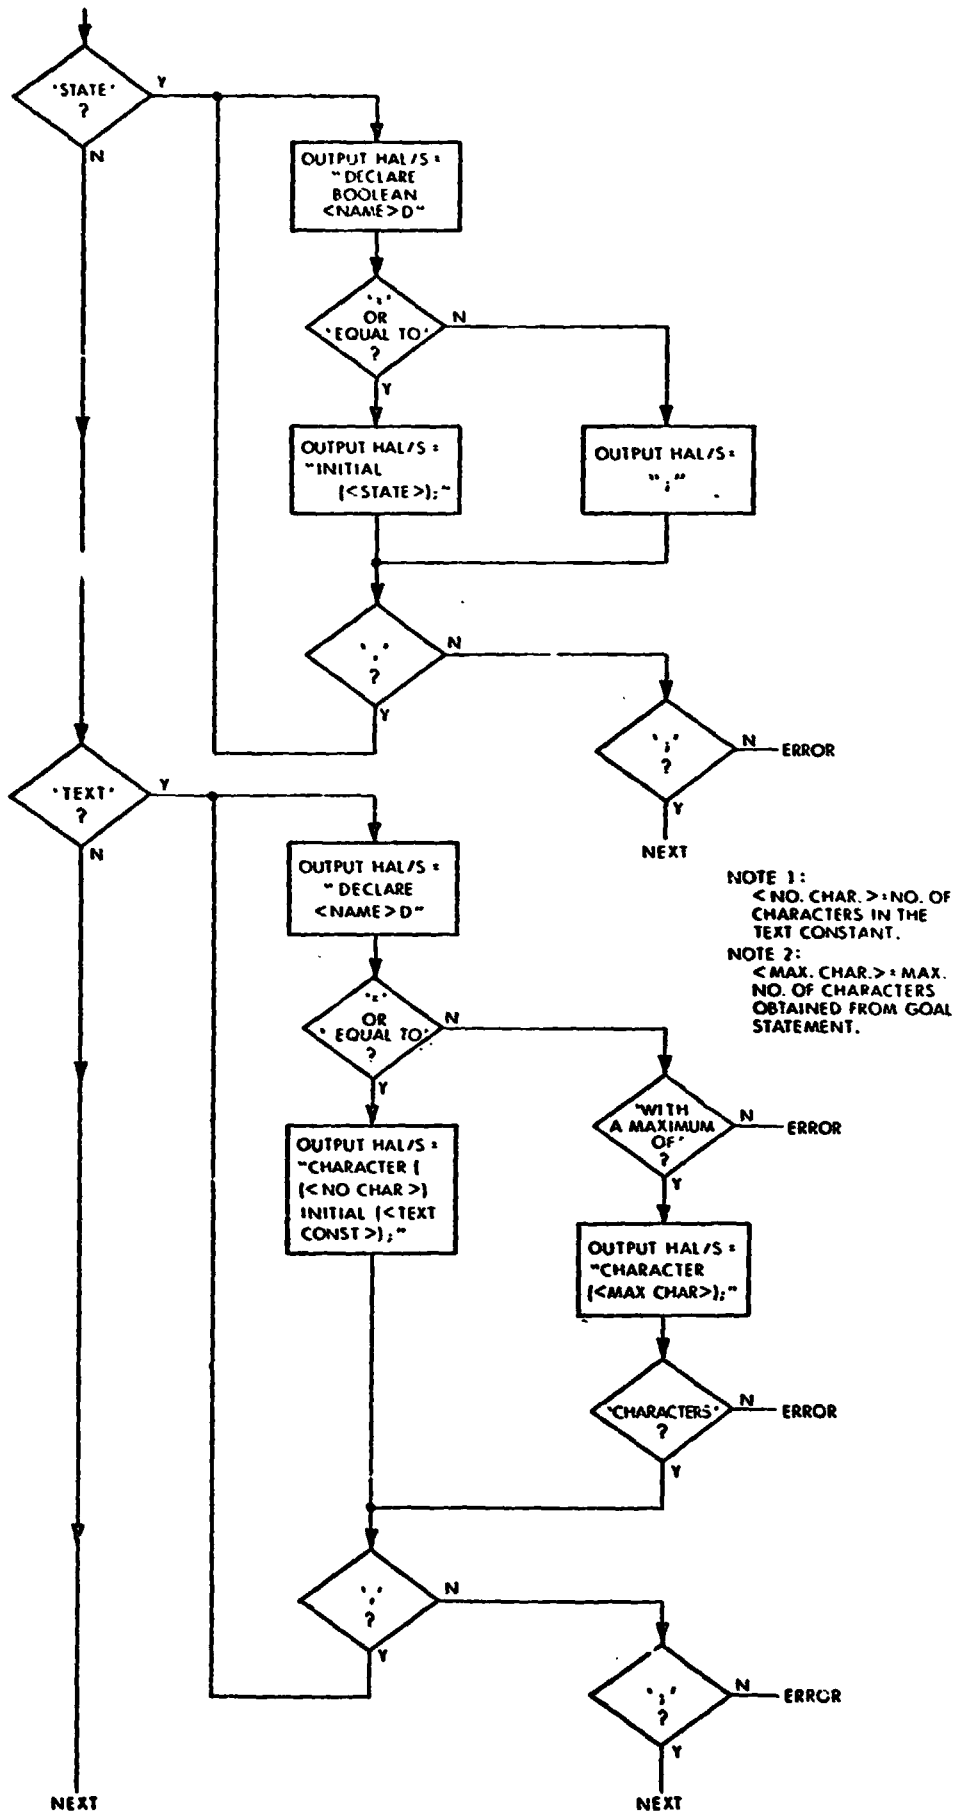 'STATE'
?
Y
N
OUTPUT HAL/S =
"DECLARE
BOOLEAN
<NAME>D"
'='
OR
'EQUAL TO'
?
N
Y
OUTPUT HAL/S =
"INITIAL
(<STATE>);"
OUTPUT HAL/S =
";"
','
?
N
Y
';'
?
N
ERROR
Y
NEXT
'TEXT'
?
Y
N
OUTPUT HAL/S =
"DECLARE
<NAME>D"
NOTE 1:
<NO. CHAR.>=NO. OF
CHARACTERS IN THE
TEXT CONSTANT.
NOTE 2:
<MAX. CHAR.>=MAX.
NO. OF CHARACTERS
OBTAINED FROM GOAL
STATEMENT.
'='
OR
'EQUAL TO'
?
N
Y
'WITH
A MAXIMUM
OF'
?
N
ERROR
Y
OUTPUT HAL/S =
"CHARACTER (
(<NO CHAR>)
INITIAL (<TEXT
CONST>);"
OUTPUT HAL/S =
"CHARACTER
(<MAX CHAR>);"
'CHARACTERS'
?
N
ERROR
Y
','
?
N
Y
';'
?
N
ERROR
Y
NEXT
NEXT